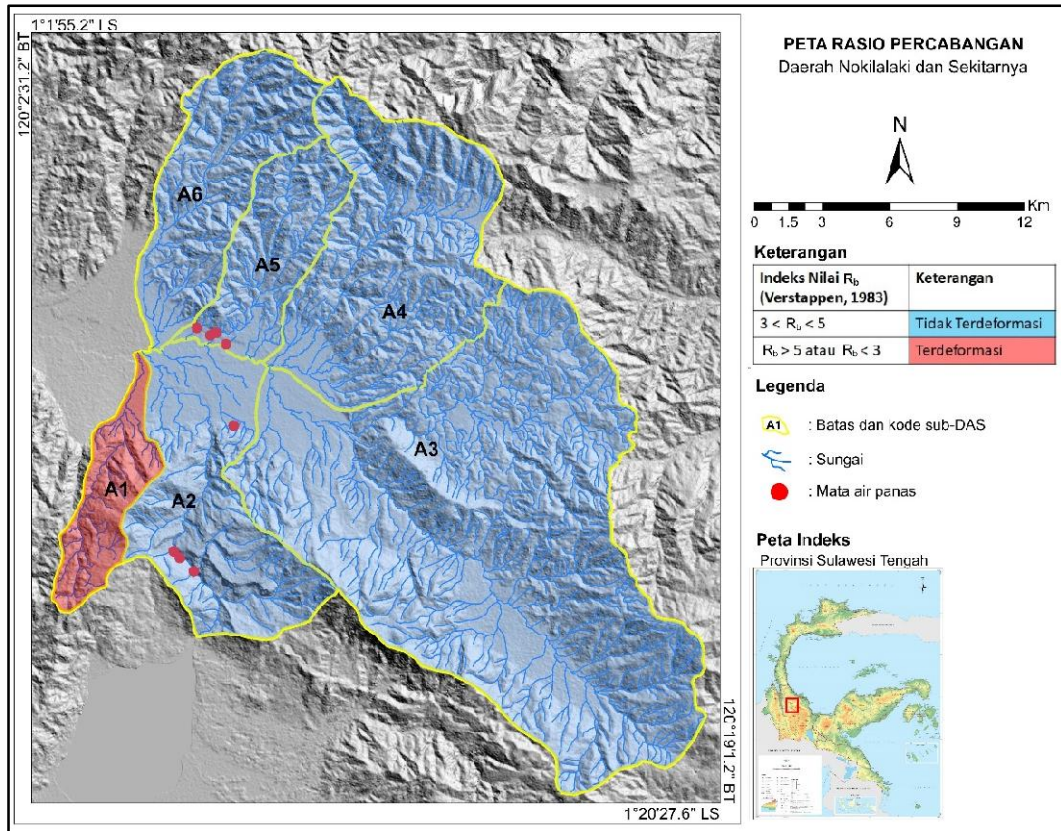 1°1'55.2" LS
120°2'31.2" BT
A6
A5
A4
A3
A1
A2
120°19'1.2" BT
1°20'27.6" LS
PETA RASIO PERCABANGAN
Daerah Nokilalaki dan Sekitarnya
N
0 1.5 3 6 9 12 Km
Keterangan
Indeks Nilai Rb (Verstappen, 1983) Keterangan
3 < Rb < 5 Tidak Terdeformasi
Rb > 5 atau Rb < 3 Terdeformasi
Legenda
A1 : Batas dan kode sub-DAS
: Sungai
: Mata air panas
Peta Indeks
Provinsi Sulawesi Tengah